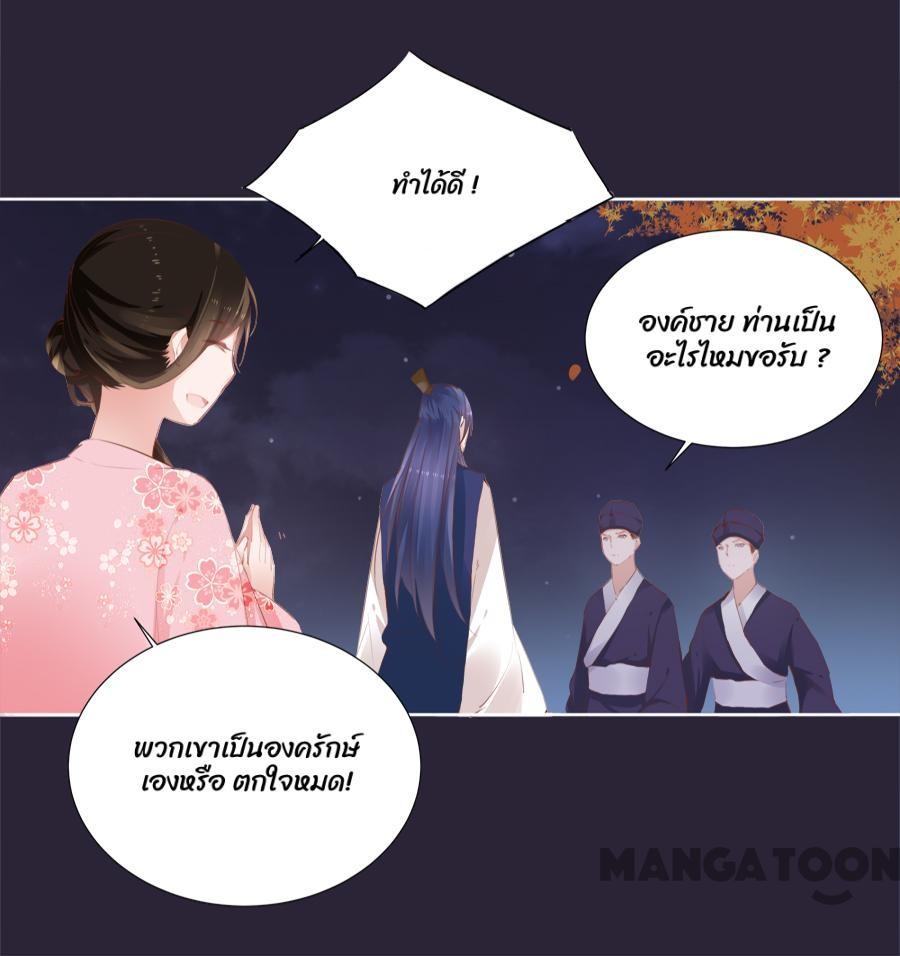 ทำได้ดี !
องค์ชาย ท่านเป็น
อะไรไหมขอรับ ?
พวกเขาเป็นองครักษ์
เองหรือ ตกใจหมด!
MANGATOON